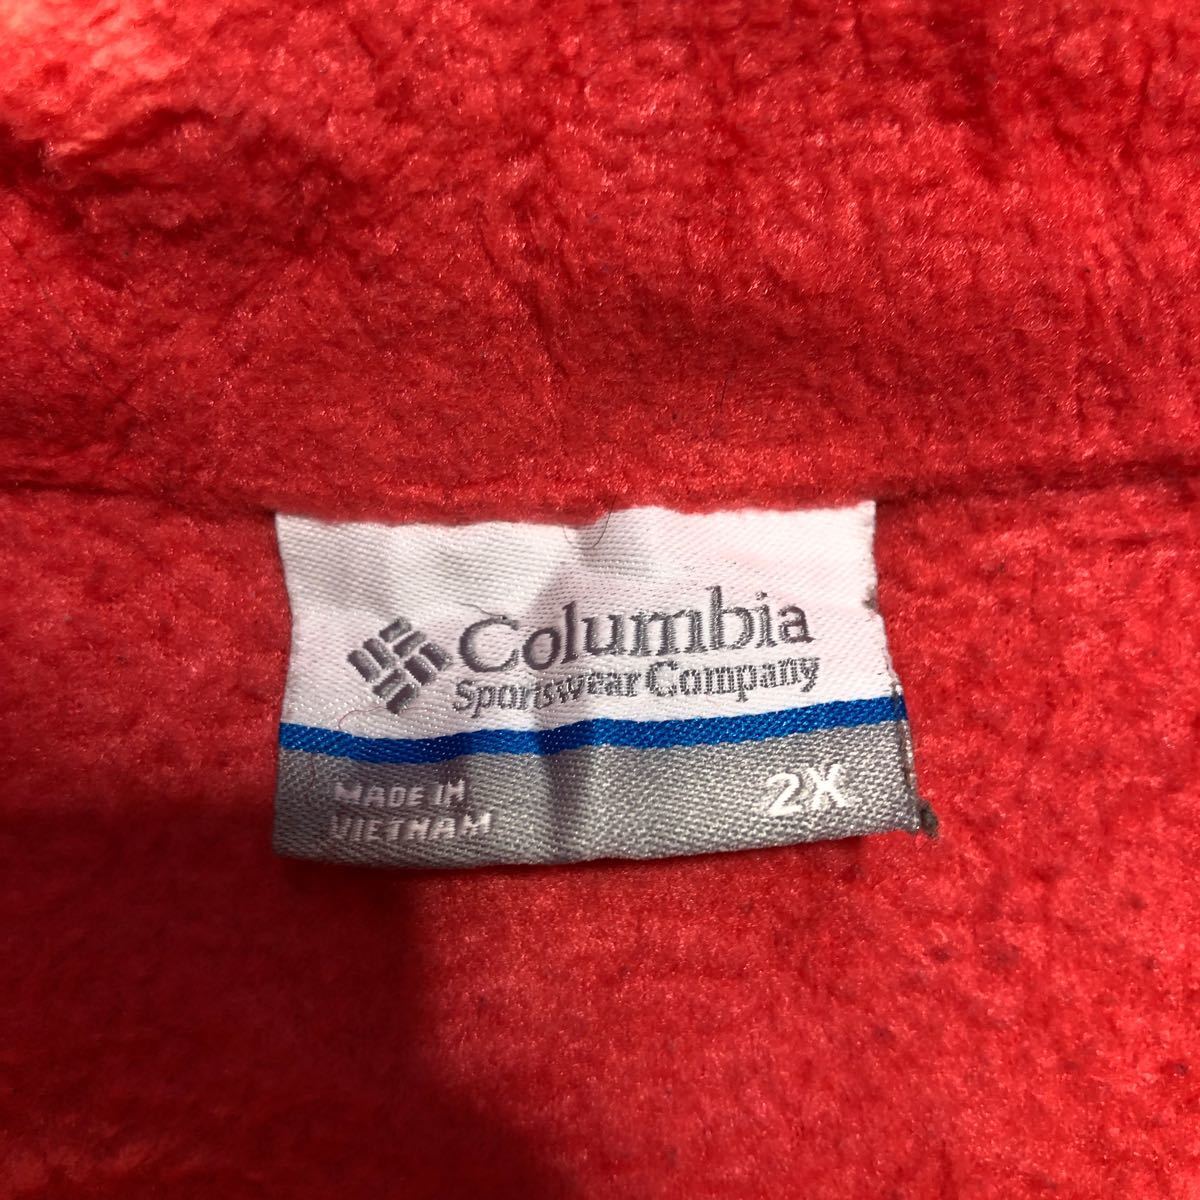 Columbia
Sportswear Company
MADE IN
VIETNAM
2X